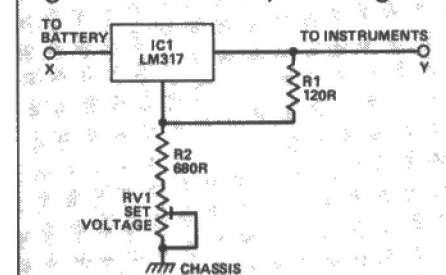 TO
BATTERY
X
IC1
LM317
TO INSTRUMENTS
Y
R1
120R
R2
680R
RV1
SET
VOLTAGE
CHASSIS